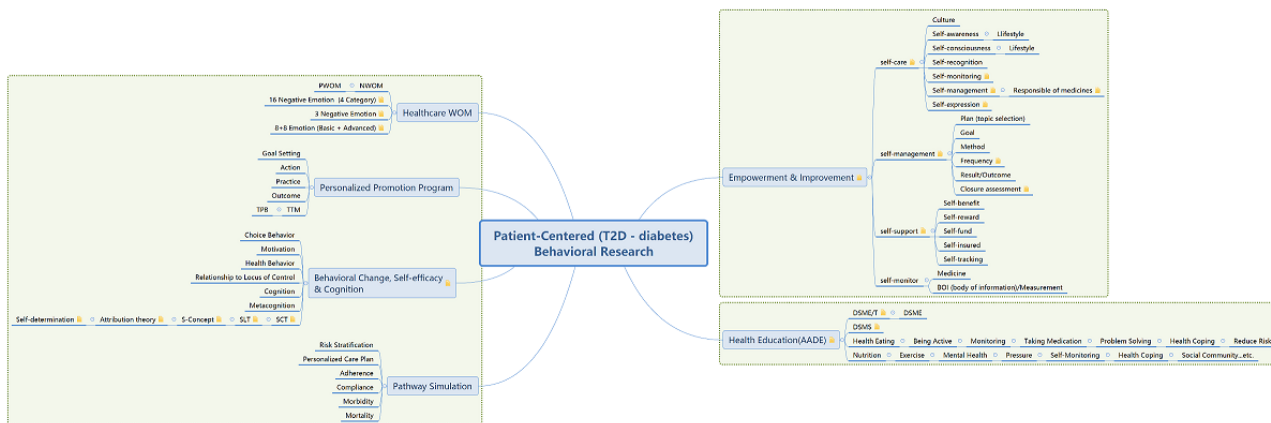 Patient-Centered (T2D - diabetes)
Behavioral Research
Healthcare WOM
PWOM NWOM
16 Negative Emotion (4 Category)
3 Negative Emotion
8+8 Emotion (Basic + Advanced)
Personalized Promotion Program
Goal Setting
Action
Practice
Outcome
TPB TTM
Behavioral Change, Self-efficacy
& Cognition
Choice Behavior
Motivation
Health Behavior
Relationship to Locus of Control
Cognition
Metacognition
Self-determination Attribution theory S-Concept SLT SCT
Pathway Simulation
Risk Stratification
Personalized Care Plan
Adherence
Compliance
Morbidity
Mortality
Empowerment & Improvement
self-care
Culture
Self-awareness LIifestyle
Self-consciousness Lifestyle
Self-recognition
Self-monitoring
Self-management Responsible of medicines
Self-expression
self-management
Plan (topic selection)
Goal
Method
Frequency
Result/Outcome
Closure assessment
self-support
Self-benefit
Self-reward
Self-fund
Self-insured
Self-tracking
self-monitor
Medicine
BOI (body of information)/Measurement
Health Education(AADE)
DSME/T DSME
DSMS
Health Eating Being Active Monitoring Taking Medication Problem Solving Health Coping Reduce Risk
Nutrition Exercise Mental Health Pressure Self-Monitoring Health Coping Social Community...etc.